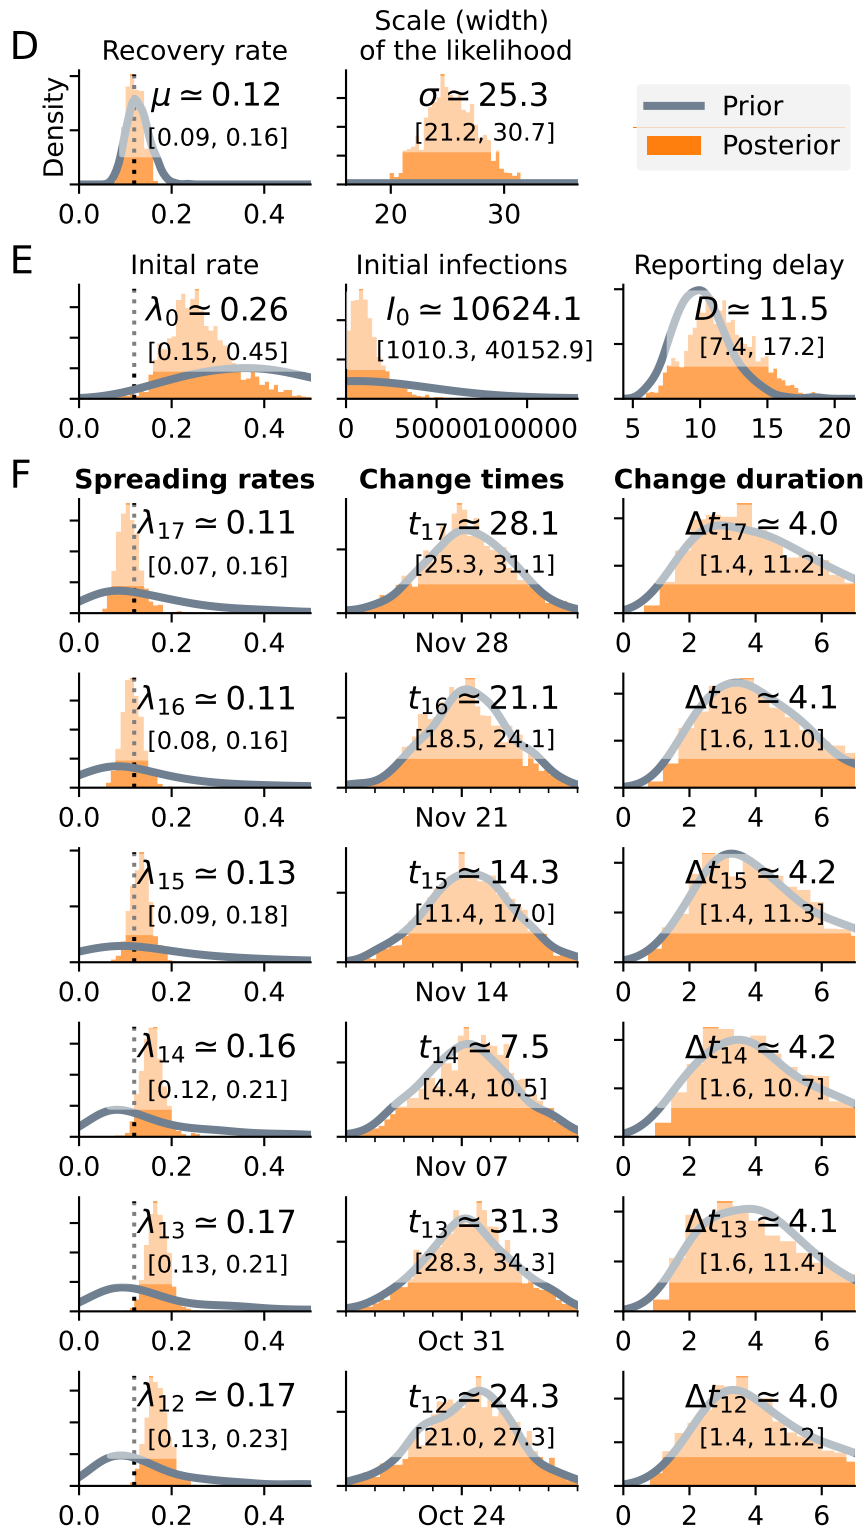 D
Recovery rate
Scale (width)
of the likelihood
Density
μ ≃ 0.12
[0.09, 0.16]
0.0 0.2 0.4
σ ≃ 25.3
[21.2, 30.7]
20 30
Prior
Posterior
E
Inital rate
λ0 ≃ 0.26
[0.15, 0.45]
0.0 0.2 0.4
Initial infections
I0 ≃ 10624.1
[1010.3, 40152.9]
0 50000 100000
Reporting delay
D ≃ 11.5
[7.4, 17.2]
5 10 15 20
F
Spreading rates Change times Change duration
λ17 ≃ 0.11
[0.07, 0.16]
0.0 0.2 0.4
t17 ≃ 28.1
[25.3, 31.1]
Nov 28
Δt17 ≃ 4.0
[1.4, 11.2]
0 2 4 6
λ16 ≃ 0.11
[0.08, 0.16]
0.0 0.2 0.4
t16 ≃ 21.1
[18.5, 24.1]
Nov 21
Δt16 ≃ 4.1
[1.6, 11.0]
0 2 4 6
λ15 ≃ 0.13
[0.09, 0.18]
0.0 0.2 0.4
t15 ≃ 14.3
[11.4, 17.0]
Nov 14
Δt15 ≃ 4.2
[1.4, 11.3]
0 2 4 6
λ14 ≃ 0.16
[0.12, 0.21]
0.0 0.2 0.4
t14 ≃ 7.5
[4.4, 10.5]
Nov 07
Δt14 ≃ 4.2
[1.6, 10.7]
0 2 4 6
λ13 ≃ 0.17
[0.13, 0.21]
0.0 0.2 0.4
t13 ≃ 31.3
[28.3, 34.3]
Oct 31
Δt13 ≃ 4.1
[1.6, 11.4]
0 2 4 6
λ12 ≃ 0.17
[0.13, 0.23]
0.0 0.2 0.4
t12 ≃ 24.3
[21.0, 27.3]
Oct 24
Δt12 ≃ 4.0
[1.4, 11.2]
0 2 4 6